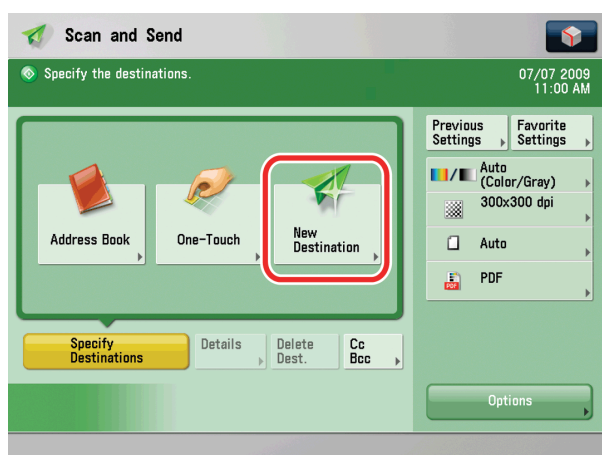 Scan and Send
Specify the destinations.
07/07 2009
11:00 AM
Previous
Settings
Favorite
Settings
Auto
(Color/Gray)
300x300 dpi
Auto
PDF
PDF
Address Book
One-Touch
New
Destination
Specify
Destinations
Details
Delete
Dest.
Cc
Bcc
Options